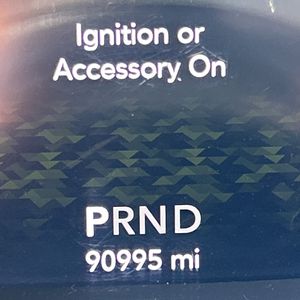 Ignition or
Accessory On
PRND
90995 mi